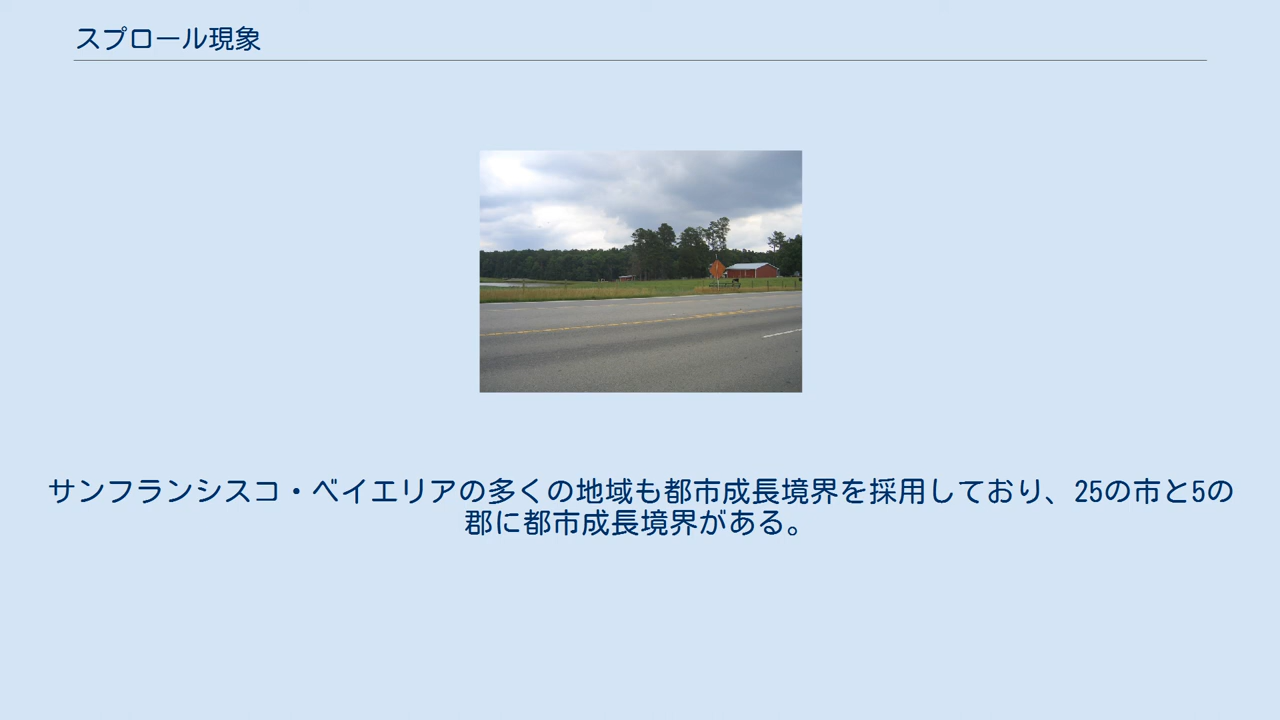 スプロール現象
サンフランシスコ・ベイエリアの多くの地域も都市成長境界を採用しており、25の市と5の
郡に都市成長境界がある。